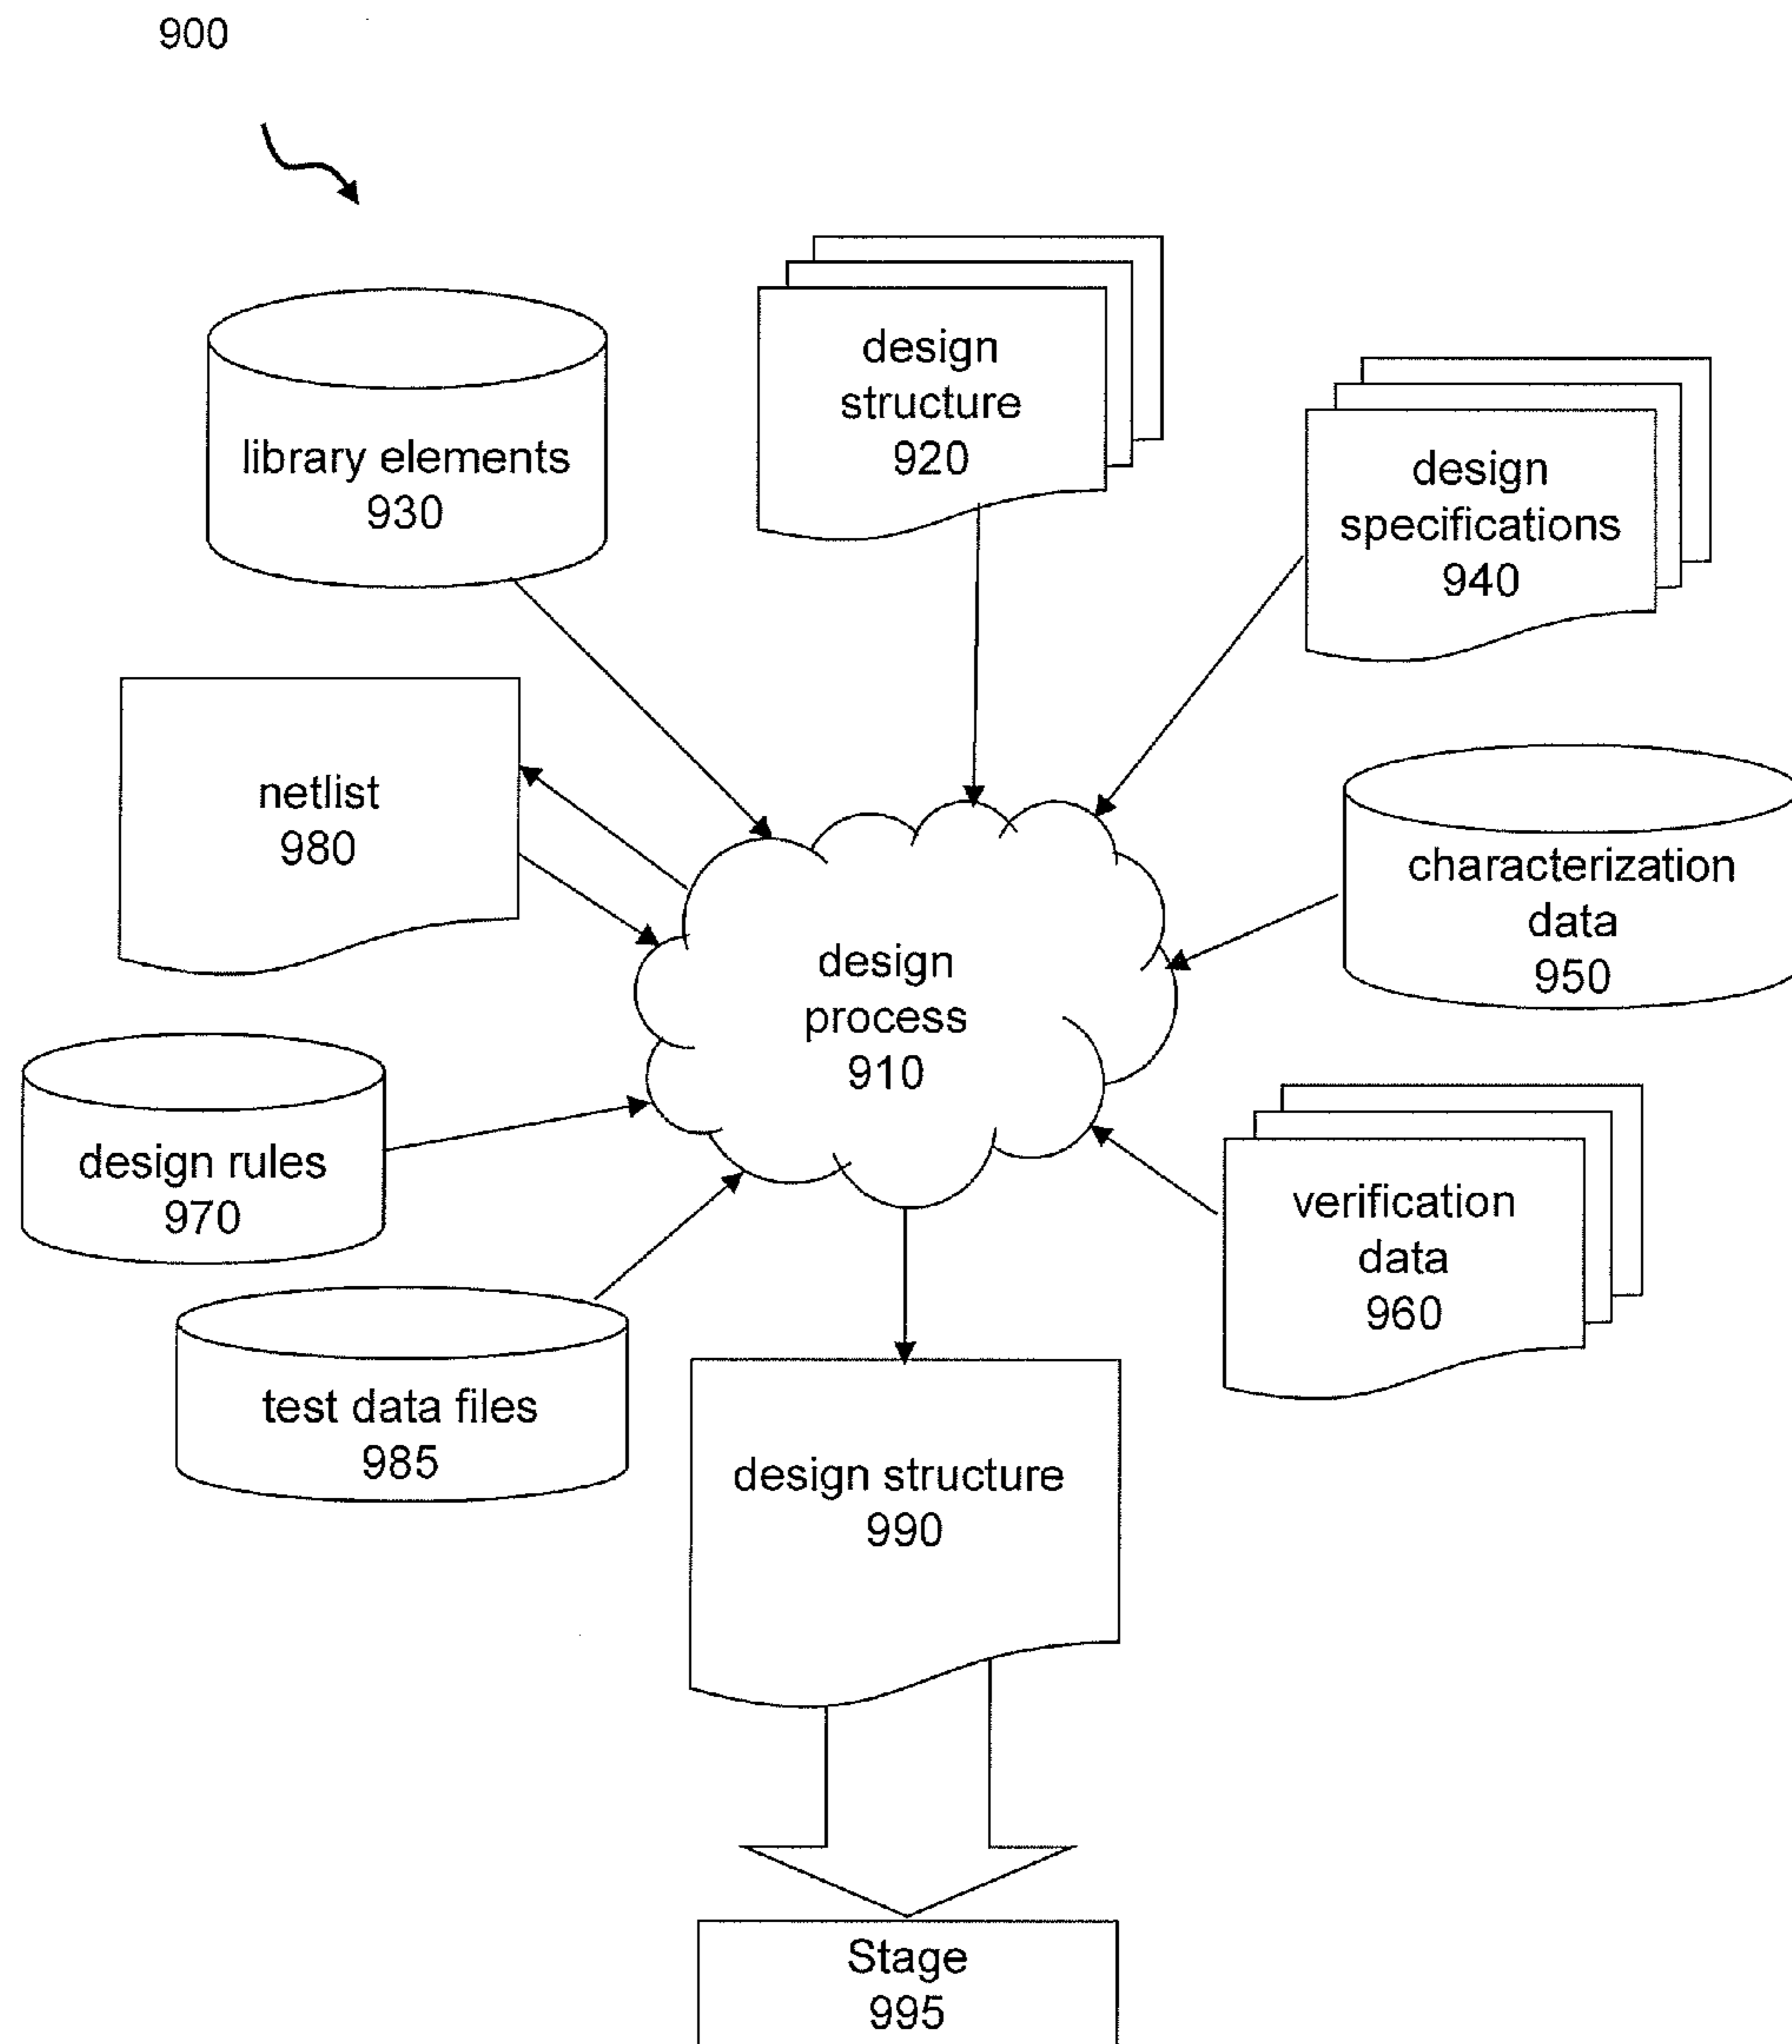 900
design
structure
920
library elements
930
design
specifications
940
netlist
980
characterization
data
950
design
process
910
design rules
970
verification
data
960
test data files
985
design structure
990
Stage
995